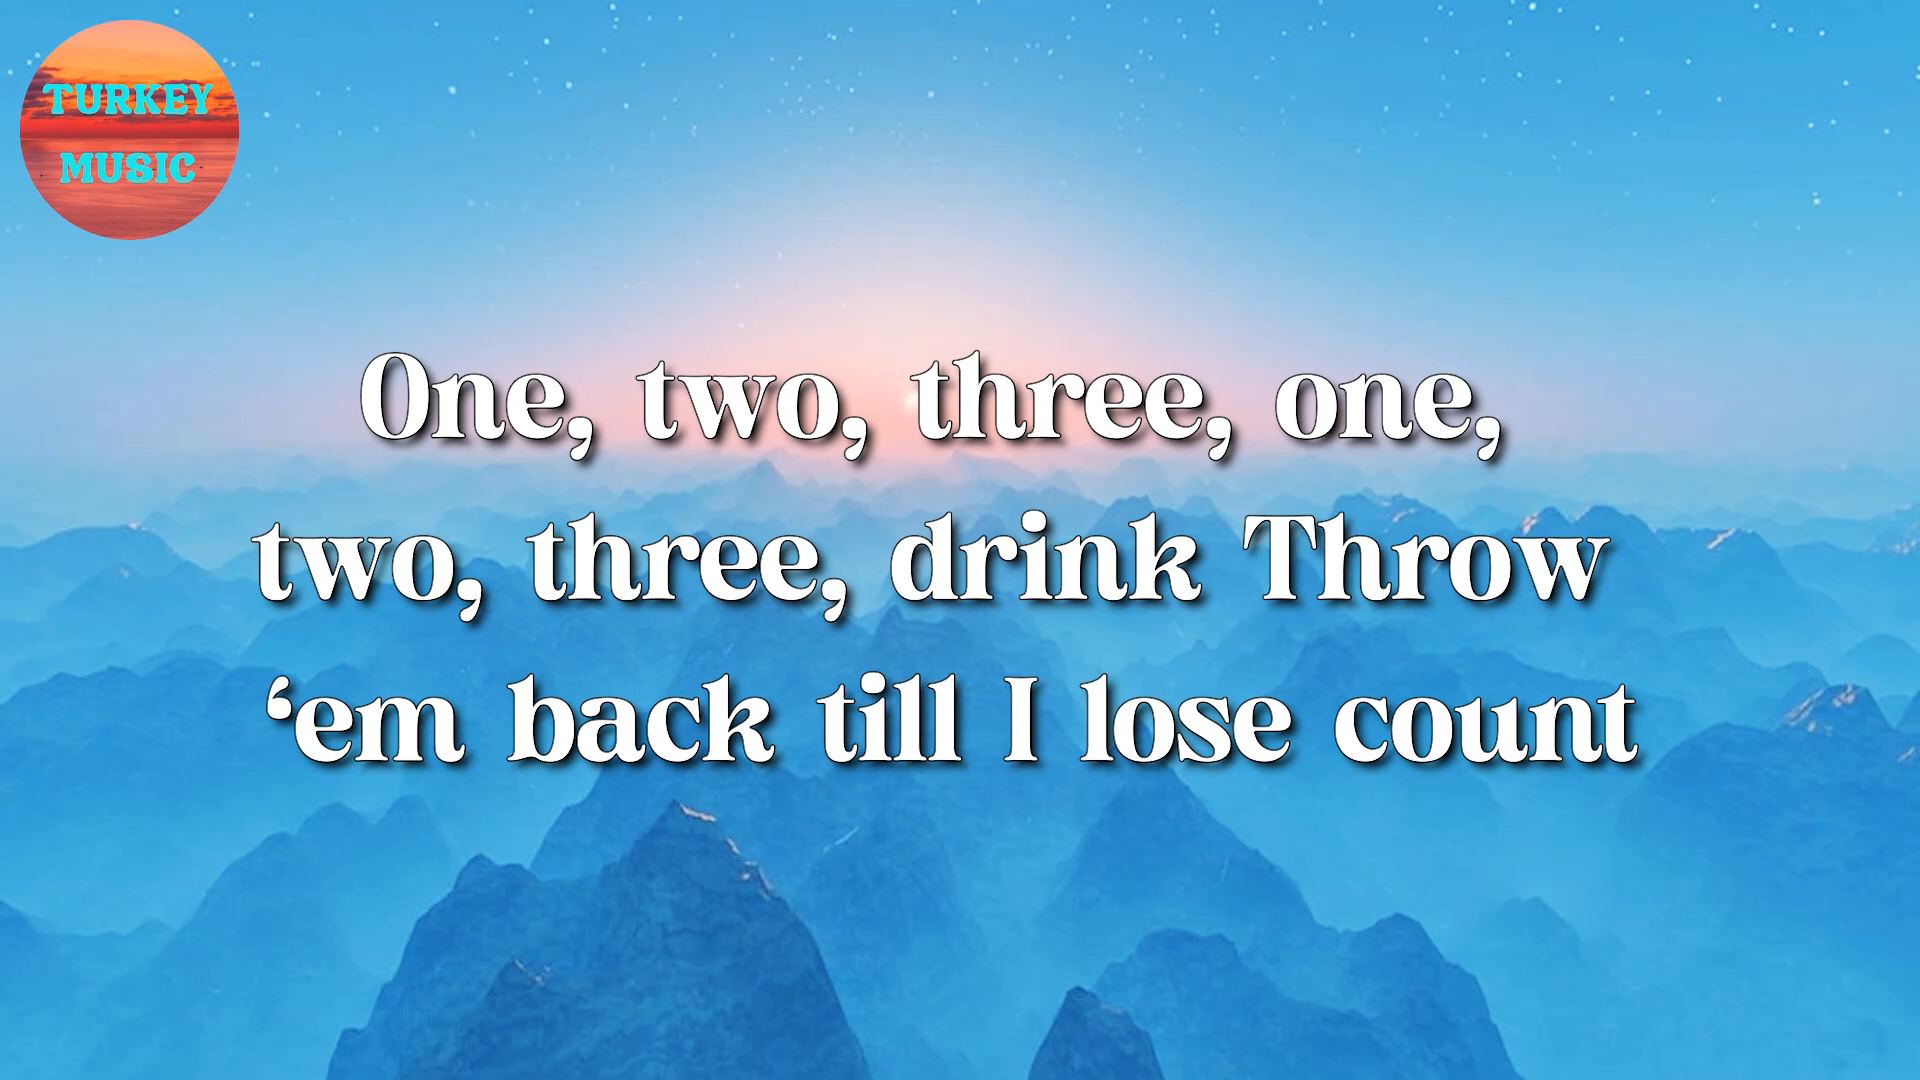 TURKEY
MUSIC
One, two, three, one,
two, three, drink Throw
‘em back till I lose count